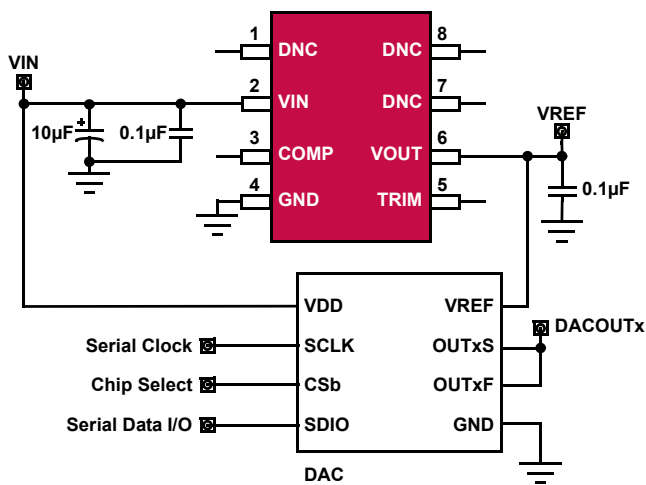 1 DNC DNC 8
VIN
2 VIN DNC 7
10µF + 0.1µF
VREF
3 COMP VOUT 6
4 GND TRIM 5
0.1µF
VDD VREF
DACOUTx
Serial Clock SCLK OUTxS
Chip Select CSb OUTxF
Serial Data I/O SDIO GND
DAC